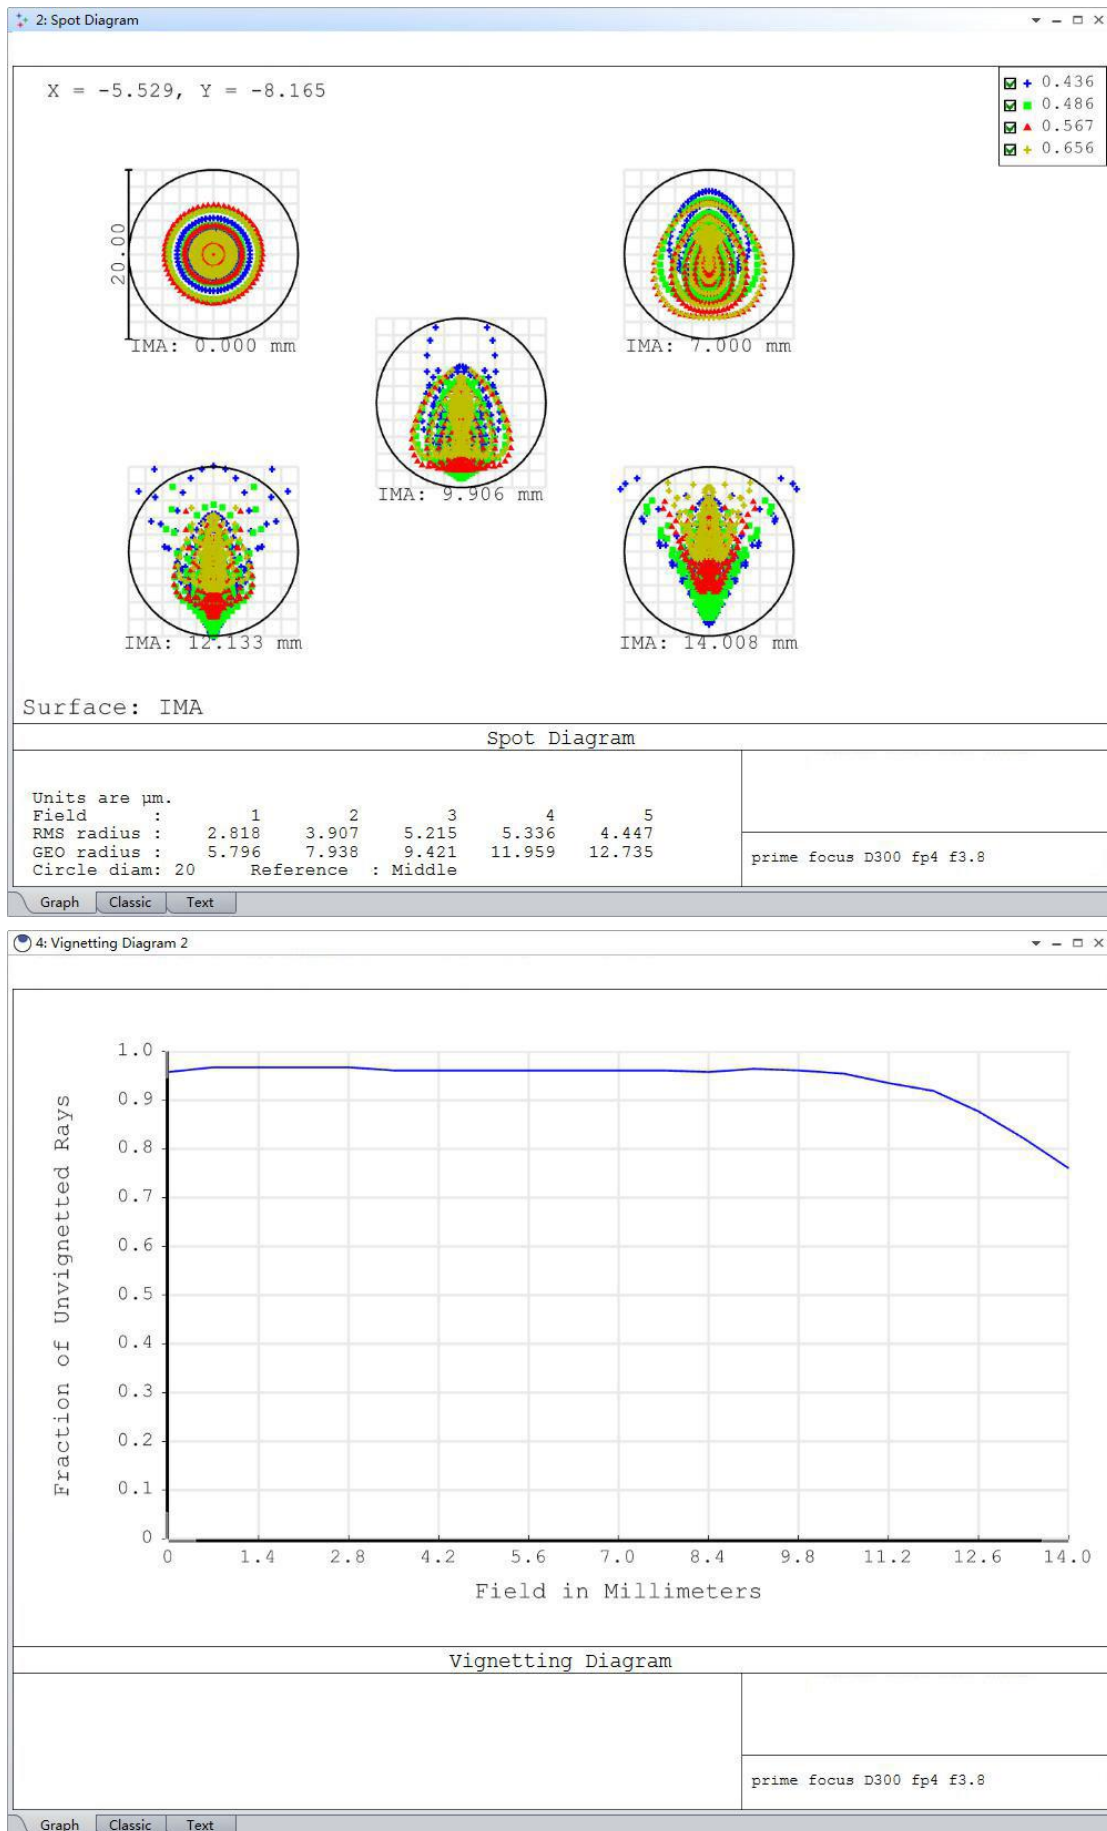 2: Spot Diagram
X = -5.529, Y = -8.165
0.436
0.486
0.567
0.656
20.00
IMA: 0.000 mm
IMA: 7.000 mm
IMA: 9.906 mm
IMA: 12.133 mm
IMA: 14.008 mm
Surface: IMA
Spot Diagram
Units are µm.
Field : 1 2 3 4 5
RMS radius : 2.818 3.907 5.215 5.336 4.447
GEO radius : 5.796 7.938 9.421 11.959 12.735
Circle diam: 20 Reference : Middle
prime focus D300 fp4 f3.8
Graph Classic Text
4: Vignetting Diagram 2
1.0
0.9
0.8
0.7
0.6
0.5
0.4
0.3
0.2
0.1
0
Fraction of Unvignetted Rays
0 1.4 2.8 4.2 5.6 7.0 8.4 9.8 11.2 12.6 14.0
Field in Millimeters
Vignetting Diagram
prime focus D300 fp4 f3.8
Graph Classic Text